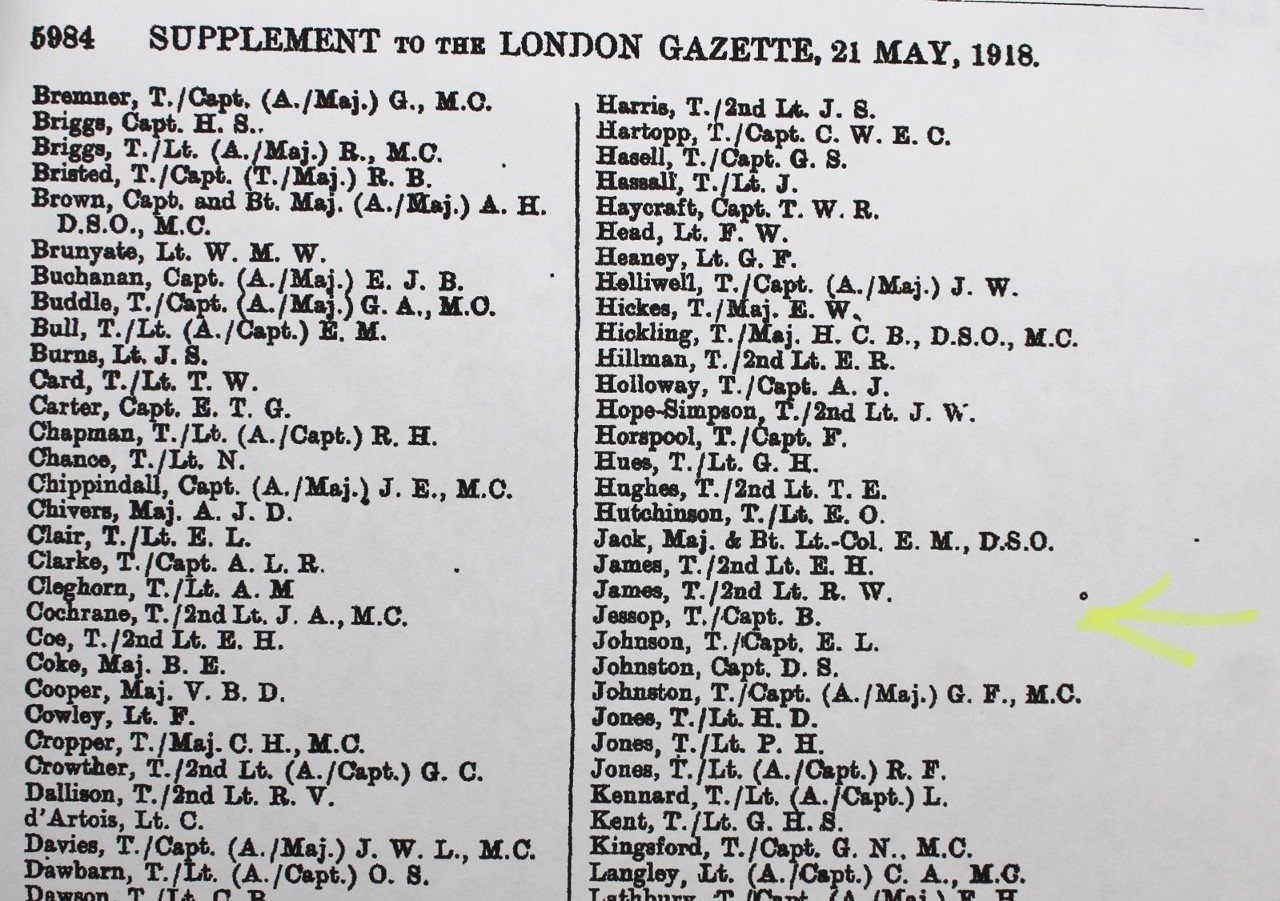 5984 SUPPLEMENT TO THE LONDON GAZETTE, 21 MAY, 1918.
Bremner, T./Capt. (A./Maj.) G., M.C.
Briggs, Capt. H. S..
Briggs, T./Lt. (A./Maj.) R., M.C.
Bristed, T./Capt. (T./Maj.) R. B.
Brown, Capt. and Bt. Maj. (A./Maj.) A. H.
D.S.O., M.C.
Brunyate, Lt. W. M. W.
Buchanan, Capt. (A./Maj.) E. J. B.
Buddle, T./Capt. (A./Maj.) G. A., M.C.
Bull, T./Lt. (A./Capt.) E. M.
Burns, Lt. J. S.
Card, T./Lt. T. W.
Carter, Capt. E. T. G.
Chapman, T./Lt. (A./Capt.) R. H.
Chance, T./Lt. N.
Chippindall, Capt. (A./Maj.) J. E., M.C.
Chivers, Maj. A. J. D.
Clair, T./Lt. E. L.
Clarke, T./Capt. A. L. R.
Cleghorn, T./Lt. A. M
Cochrane, T./2nd Lt. J. A., M.C.
Coe, T./2nd Lt. E. H.
Coke, Maj. B. E.
Cooper, Maj. V. B. D.
Cowley, Lt. F.
Cropper, T./Maj. C. H., M.C.
Crowther, T./2nd Lt. (A./Capt.) G. C.
Dallison, T./2nd Lt. R. V.
d'Artois, Lt. C.
Davies, T./Capt. (A./Maj.) J. W. L., M.C.
Dawbarn, T./Lt. (A./Capt.) O. S.
Dawson, T./Lt. C. B.
Harris, T./2nd Lt. J. S.
Hartopp, T./Capt. C. W. E. C.
Hasell, T./Capt. G. S.
Hassall, T./Lt. J.
Haycraft, Capt. T. W. R.
Head, Lt. F. W.
Heaney, Lt. G. F.
Helliwell, T./Capt. (A./Maj.) J. W.
Hickes, T./Maj. E. W.
Hickling, T./Maj. H. C. B., D.S.O., M.C.
Hillman, T./2nd Lt. E. R.
Holloway, T./Capt. A. J.
Hope-Simpson, T./2nd Lt. J. W.
Horspool, T./Capt. F.
Hues, T./Lt. G. H.
Hughes, T./2nd Lt. T. E.
Hutchinson, T./Lt. E. O.
Jack, Maj. & Bt. Lt.-Col. E. M., D.S.O.
James, T./2nd Lt. E. H.
James, T./2nd Lt. R. W.
Jessop, T./Capt. B.
Johnson, T./Capt. E. L.
Johnston, Capt. D. S.
Johnston, T./Capt. (A./Maj.) G. F., M.C.
Jones, T./Lt. H. D.
Jones, T./Lt. P. H.
Jones, T./Lt. (A./Capt.) R. F.
Kennard, T./Lt. (A./Capt.) L.
Kent, T./Lt. G. H. S.
Kingsford, T./Capt. G. N., M.C.
Langley, Lt. (A./Capt.) C. A., M.C.
Lathbury, T./Capt. (A./Maj.) F. H.